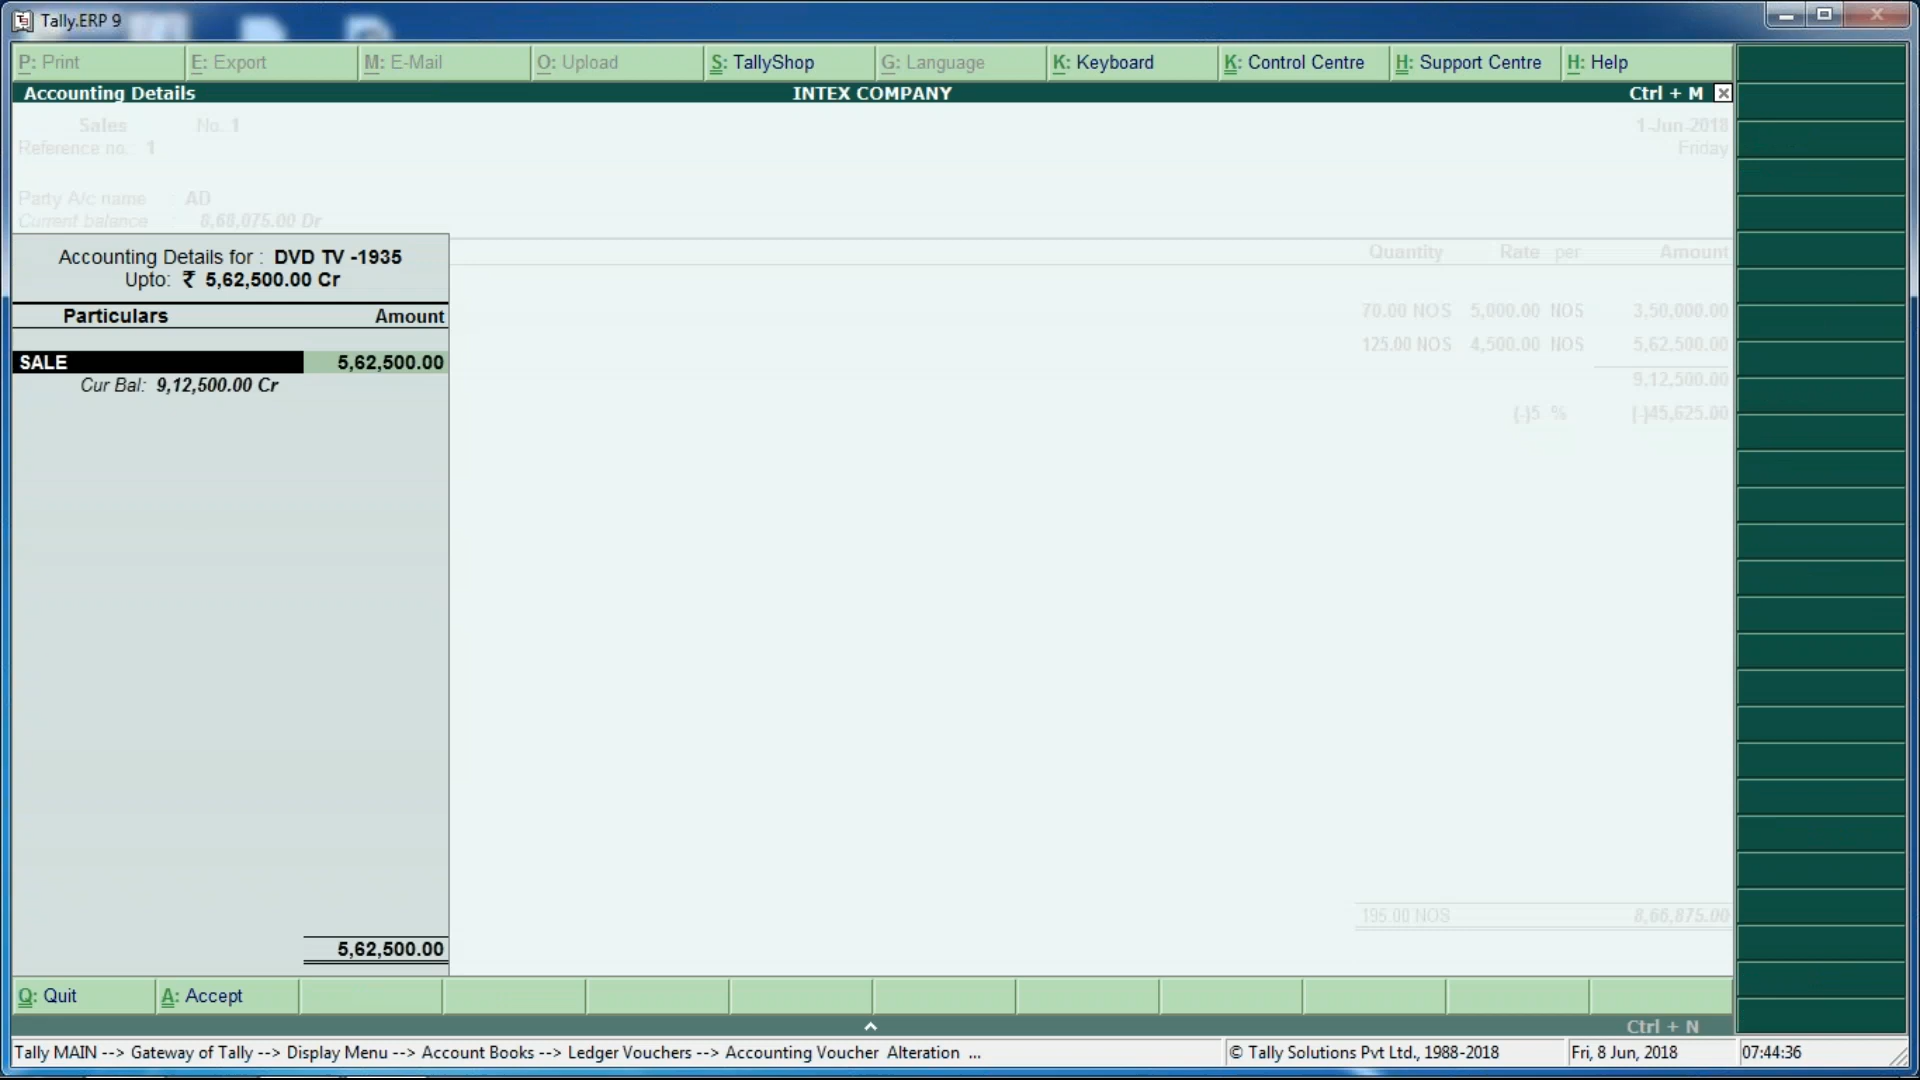 Tally.ERP 9
P: Print E: Export M: E-Mail O: Upload S: TallyShop G: Language K: Keyboard K: Control Centre H: Support Centre H: Help
Accounting Details INTEX COMPANY Ctrl + M
Sales No. 1 1-Jun-2018
Reference no.: 1 Friday
Party A/c name : AD
Current balance : 8,68,075.00 Dr
Accounting Details for : DVD TV -1935
Upto: ₹ 5,62,500.00 Cr
Quantity Rate per Amount
Particulars Amount
70.00 NOS 5,000.00 NOS 3,50,000.00
125.00 NOS 4,500.00 NOS 5,62,500.00
SALE 5,62,500.00
Cur Bal: 9,12,500.00 Cr
9,12,500.00
(-)5 % (-)45,625.00
195.00 NOS 8,66,875.00
5,62,500.00
Q: Quit A: Accept
Ctrl + N
Tally MAIN --> Gateway of Tally --> Display Menu --> Account Books --> Ledger Vouchers --> Accounting Voucher Alteration ... © Tally Solutions Pvt Ltd., 1988-2018 Fri, 8 Jun, 2018 07:44:36